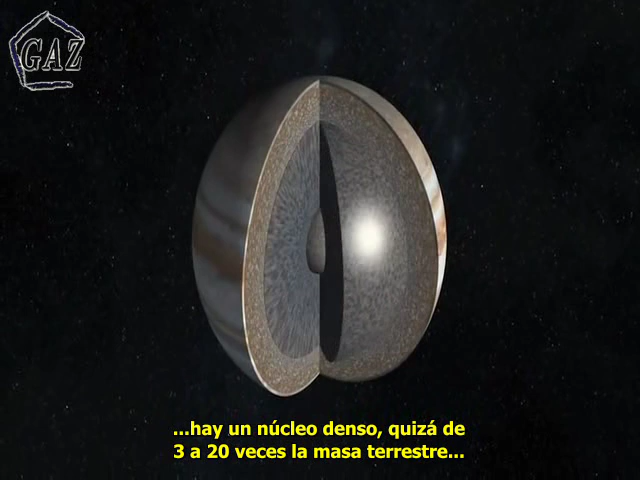 GAZ
...hay un núcleo denso, quizá de
3 a 20 veces la masa terrestre...